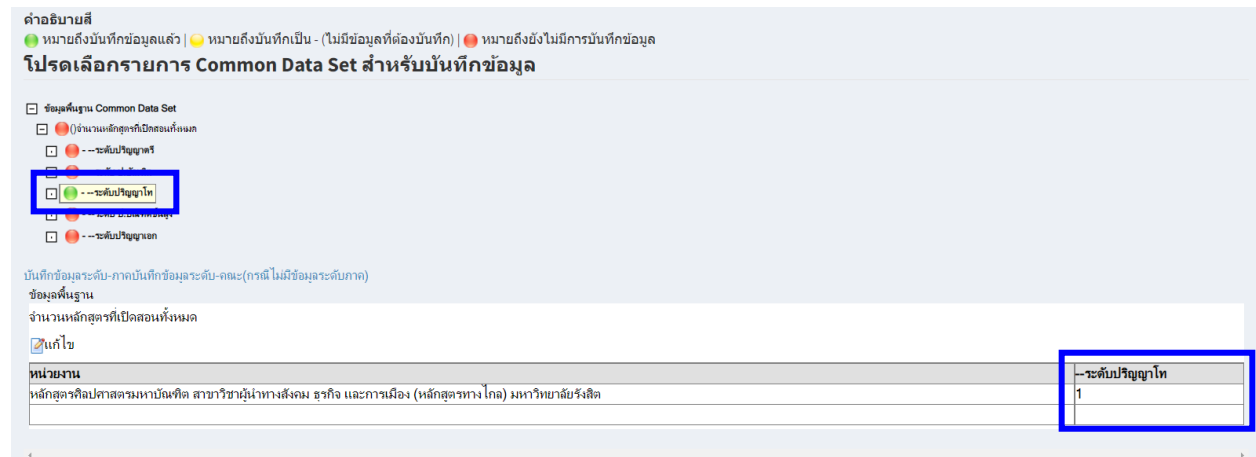 คำอธิบายสี
หมายถึงบันทึกข้อมูลแล้ว | หมายถึงบันทึกเป็น - (ไม่มีข้อมูลที่ต้องบันทึก) | หมายถึงยังไม่มีการบันทึกข้อมูล
โปรดเลือกรายการ Common Data Set สำหรับบันทึกข้อมูล
ข้อมูลพื้นฐาน Common Data Set
()จำนวนหลักสูตรที่เปิดสอนทั้งหมด
- --ระดับปริญญาตรี
- --ระดับปริญญาโท
- --ระดับปริญญาเอก
บันทึกข้อมูลระดับ-ภาคบันทึกข้อมูลระดับ-คณะ(กรณีไม่มีข้อมูลระดับภาค)
ข้อมูลพื้นฐาน
จำนวนหลักสูตรที่เปิดสอนทั้งหมด
แก้ไข
หน่วยงาน --ระดับปริญญาโท
หลักสูตรศิลปศาสตรมหาบัณฑิต สาขาวิชาผู้นำทางสังคม ธุรกิจ และการเมือง (หลักสูตรทางไกล) มหาวิทยาลัยรังสิต 1